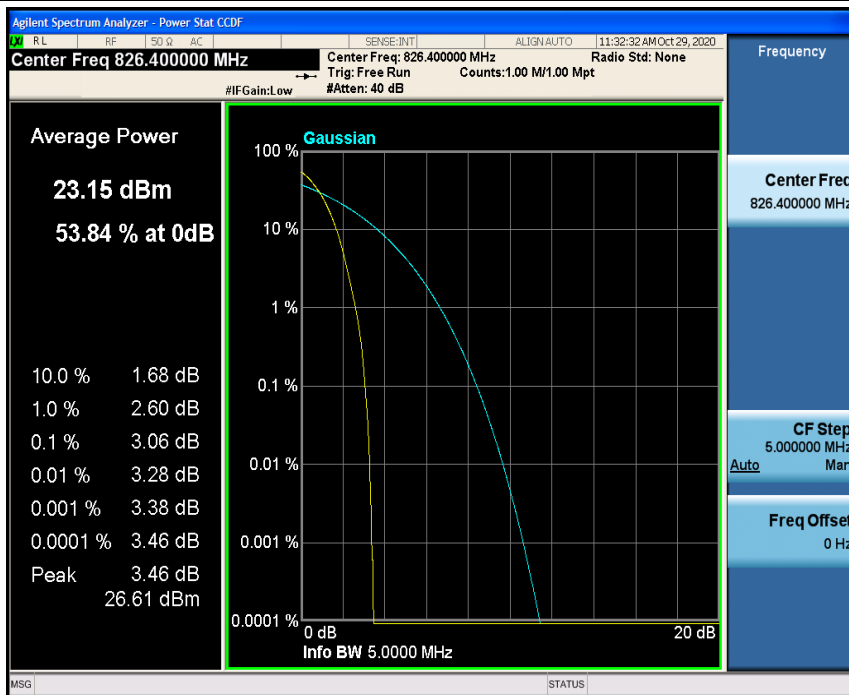 Agilent Spectrum Analyzer - Power Stat CCDF
LXI RL RF 50 Ω AC SENSE:INT ALIGN AUTO 11:32:32 AM Oct 29, 2020
Center Freq 826.400000 MHz
Center Freq: 826.400000 MHz Radio Std: None
Trig: Free Run Counts:1.00 M/1.00 Mpt
#IFGain:Low #Atten: 40 dB
Average Power
23.15 dBm
53.84 % at 0dB
10.0 % 1.68 dB
1.0 % 2.60 dB
0.1 % 3.06 dB
0.01 % 3.28 dB
0.001 % 3.38 dB
0.0001 % 3.46 dB
Peak 3.46 dB
26.61 dBm
Gaussian
100 %
10 %
1 %
0.1 %
0.01 %
0.001 %
0.0001 %
0 dB 20 dB
Info BW 5.0000 MHz
Frequency
Center Freq
826.400000 MHz
CF Step
5.000000 MHz
Auto Man
Freq Offset
0 Hz
MSG STATUS